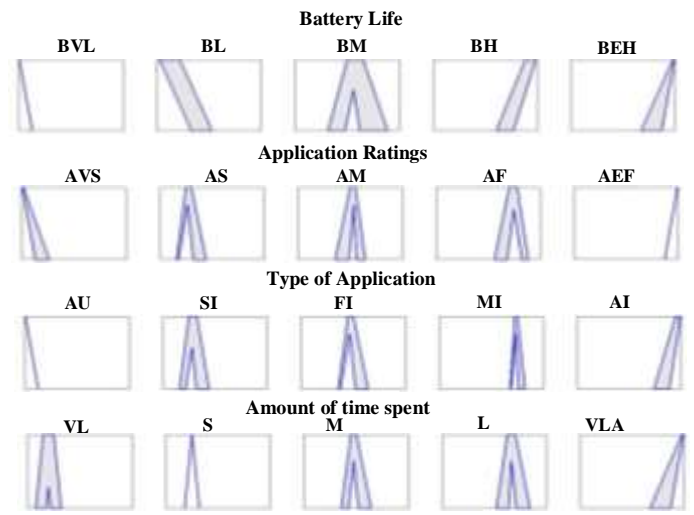 Battery Life
BVL BL BM BH BEH
Application Ratings
AVS AS AM AF AEF
Type of Application
AU SI FI MI AI
Amount of time spent
VL S M L VLA